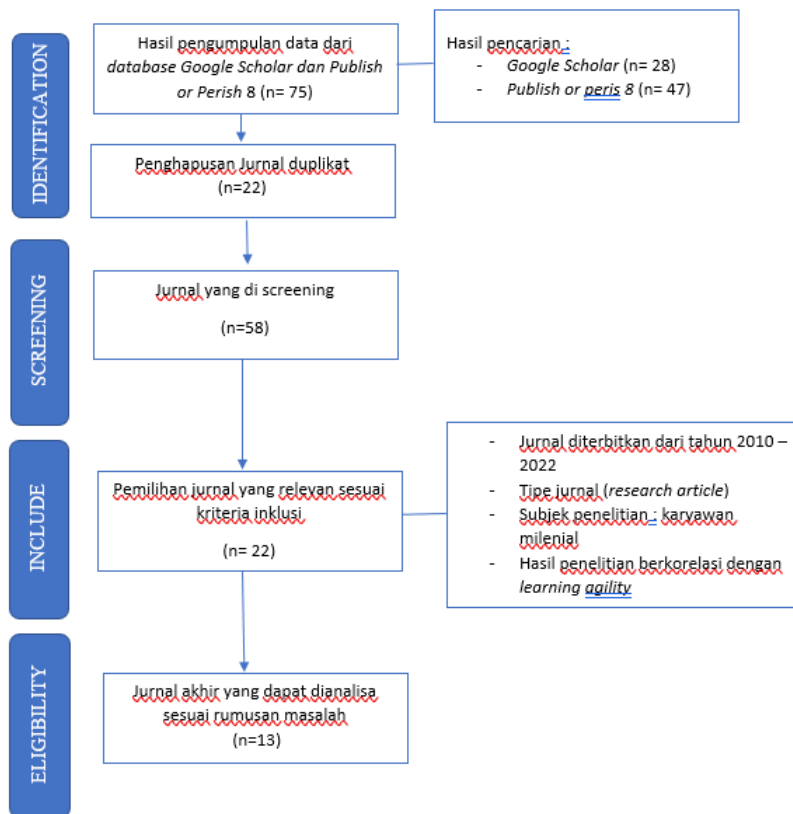 IDENTIFICATION
Hasil pengumpulan data dari
database Google Scholar dan Publish
or Perish 8 (n= 75)
Hasil pencarian :
- Google Scholar (n= 28)
- Publish or peris 8 (n= 47)
Penghapusan Jurnal duplikat
(n=22)
SCREENING
Jurnal yang di screening
(n=58)
INCLUDE
Pemilihan jurnal yang relevan sesuai
kriteria inklusi
(n= 22)
- Jurnal diterbitkan dari tahun 2010 –
2022
- Tipe jurnal (research article)
- Subjek penelitian : karyawan
milenial
- Hasil penelitian berkorelasi dengan
learning agility
ELIGIBILITY
Jurnal akhir yang dapat dianalisa
sesuai rumusan masalah
(n=13)